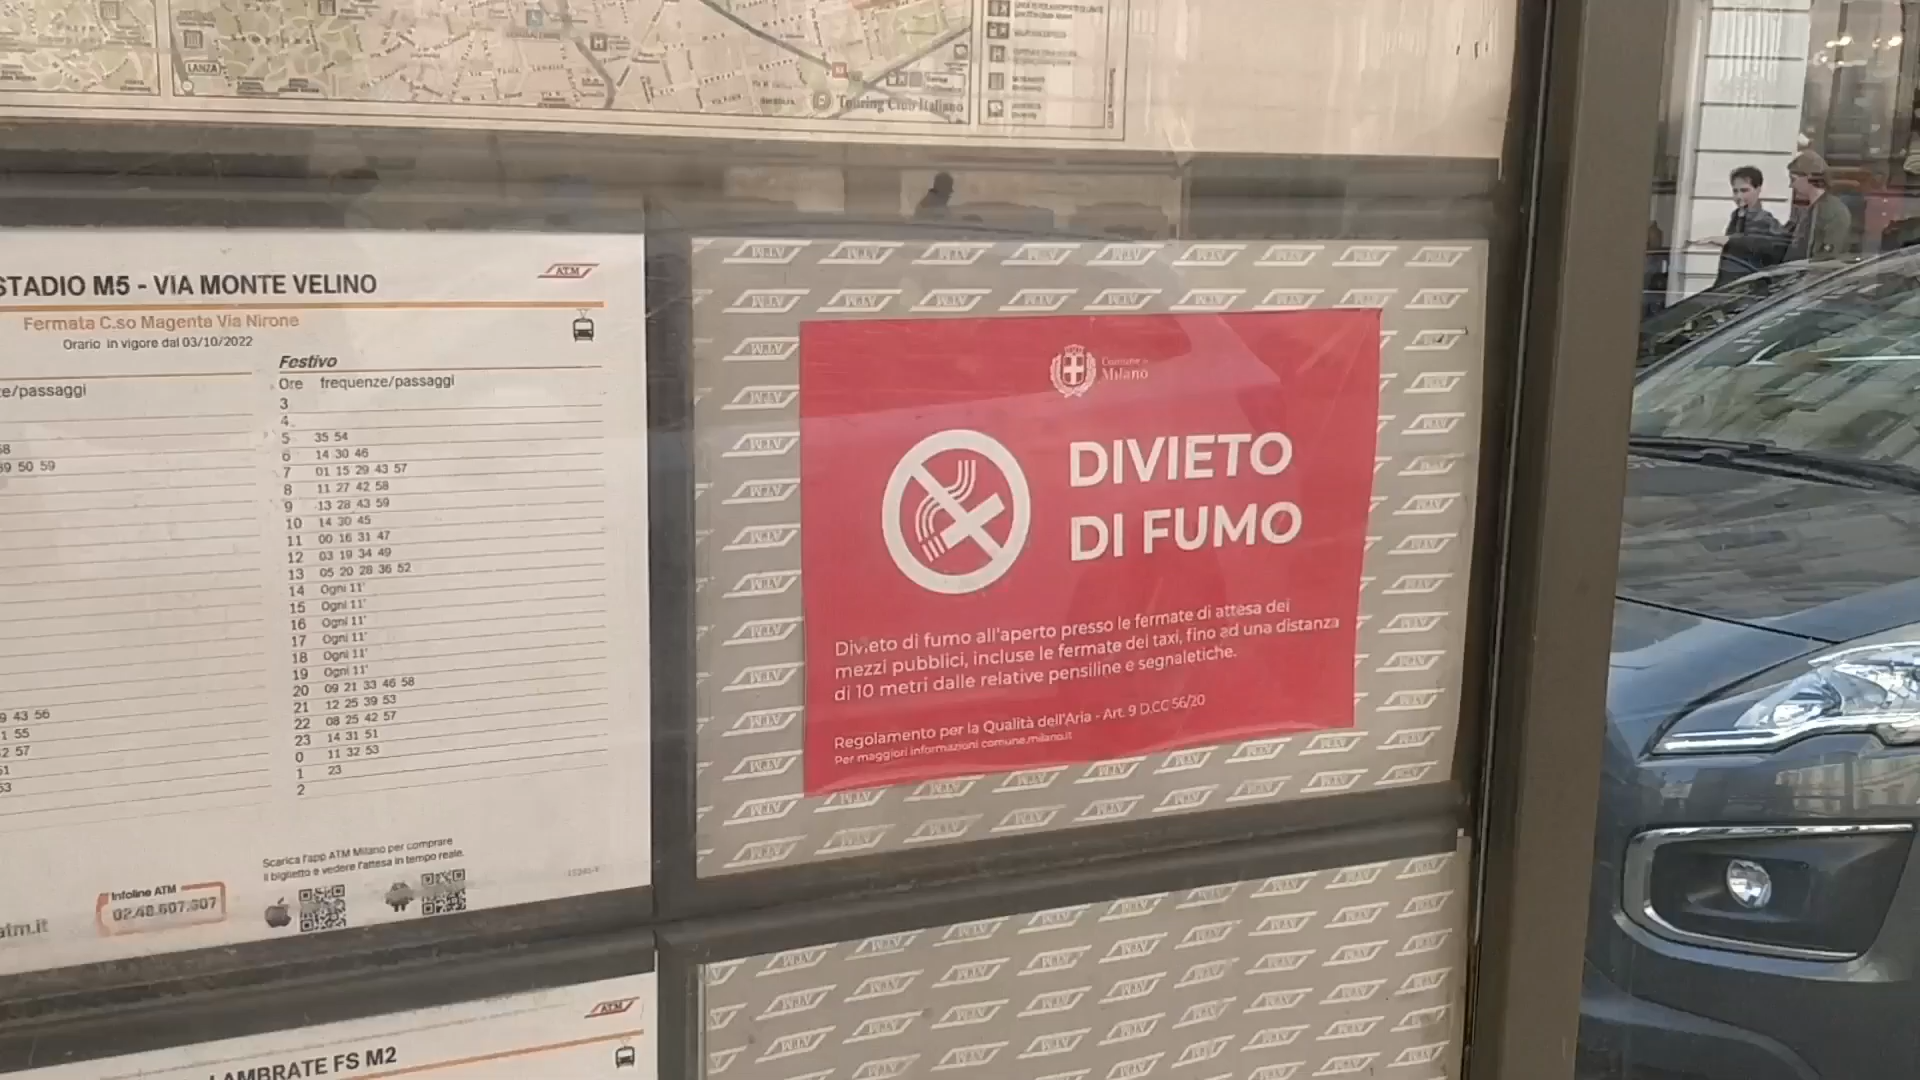 LANZA
Touring Club Italiano
STADIO M5 - VIA MONTE VELINO
ATM
Fermata C.so Magenta Via Nirone
Orario in vigore dal 03/10/2022
Festivo
Ore frequenze/passaggi
3
4
5 35 54
6 14 30 46
7 01 15 29 43 57
8 11 27 42 58
9 13 28 43 59
10 14 30 45
11 00 16 31 47
12 03 19 34 49
13 05 20 28 36 52
14 Ogni 11'
15 Ogni 11'
16 Ogni 11'
17 Ogni 11'
18 Ogni 11'
19 Ogni 11'
20 09 21 33 46 58
21 12 25 39 53
22 08 25 42 57
23 14 31 51
0 11 32 53
1 23
2
/passaggi
50 59
43 56
55
57
Scarica l'app ATM Milano per comprare
il biglietto e vedere l'attesa in tempo reale.
Infoline ATM
02.48.607.607
atm.it
ATM
LAMBRATE FS M2
Comune di
Milano
DIVIETO
DI FUMO
Divieto di fumo all'aperto presso le fermate di attesa dei
mezzi pubblici, incluse le fermate dei taxi, fino ad una distanza
di 10 metri dalle relative pensiline e segnaletiche.
Regolamento per la Qualità dell'Aria - Art. 9 D.CC 56/20
Per maggiori informazioni comune.milano.it